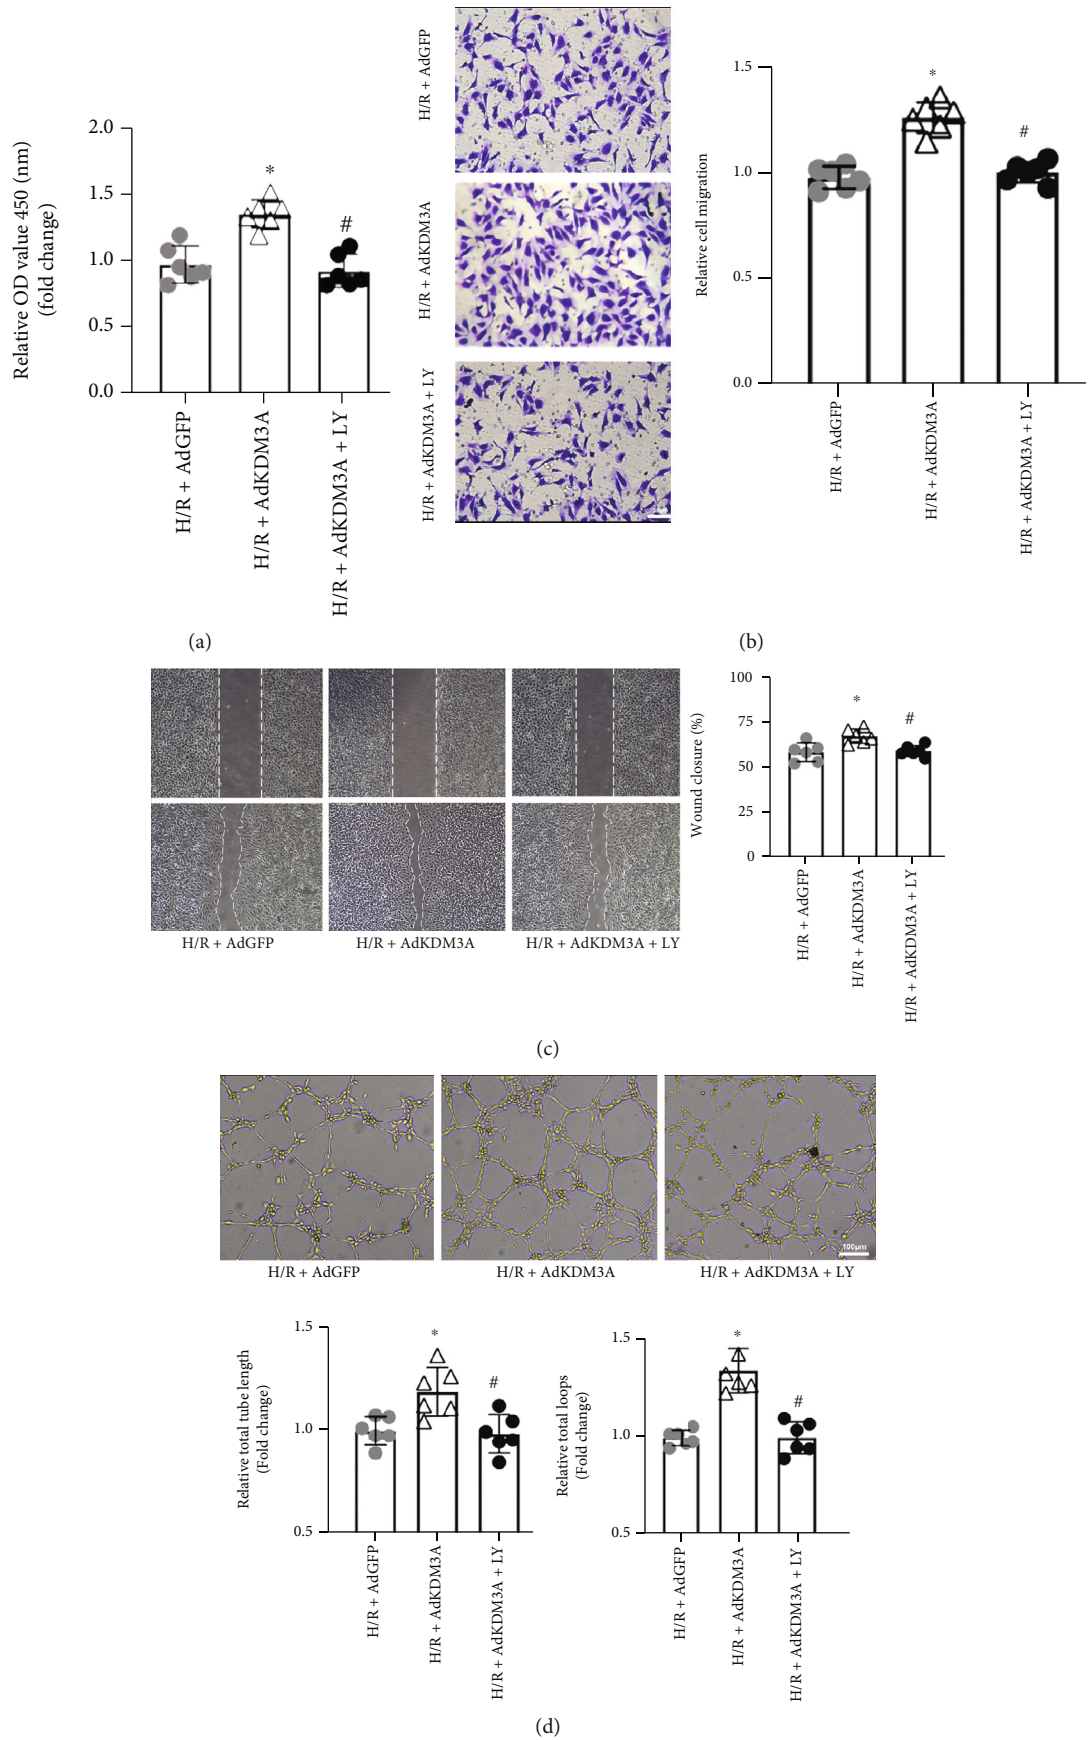 Relative OD value 450 (nm)
(fold change)
2.0
1.5
1.0
0.5
0.0
*
#
H/R + AdGFP
H/R + AdKDM3A
H/R + AdKDM3A + LY
(a)
H/R + AdGFP
H/R + AdKDM3A
H/R + AdKDM3A + LY
Relative cell migration
1.5
1.0
0.5
0.0
*
#
H/R + AdGFP
H/R + AdKDM3A
H/R + AdKDM3A + LY
(b)
H/R + AdGFP
H/R + AdKDM3A
H/R + AdKDM3A + LY
Wound closure (%)
100
75
50
25
0
*
#
H/R + AdGFP
H/R + AdKDM3A
H/R + AdKDM3A + LY
(c)
100μm
H/R + AdGFP
H/R + AdKDM3A
H/R + AdKDM3A + LY
Relative total tube length
(Fold change)
1.5
1.0
0.5
*
#
H/R + AdGFP
H/R + AdKDM3A
H/R + AdKDM3A + LY
Relative total loops
(Fold change)
1.5
1.0
0.5
*
#
H/R + AdGFP
H/R + AdKDM3A
H/R + AdKDM3A + LY
(d)